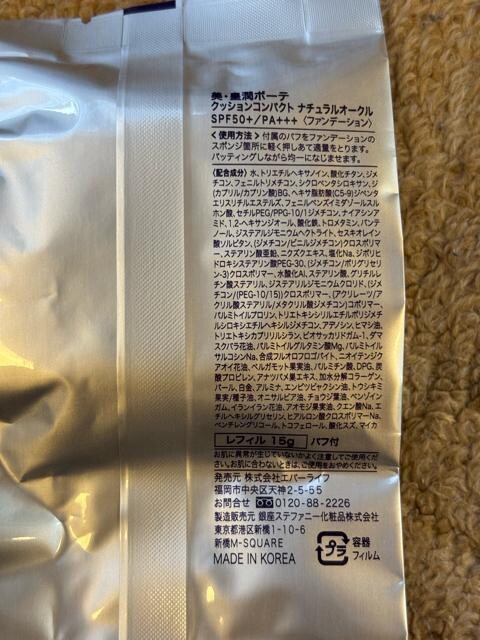 美・皇潤ボーテ
クッションコンパクト ナチュラルオークル
SPF50+/PA+++〈ファンデーション〉
＜使用方法＞付属のパフをファンデーションの
スポンジ箇所に軽く押しあて適量をとります。
パッティングしながら均一になじませます。
〈配合成分〉水、トリエチルヘキサノイン、酸化チタン、ジメ
チコン、フェニルトリメチコン、シクロペンタシロキサン、ジ
(カプリル/カプリン酸)BG、ヘキサ脂肪酸(C5-9)ジペンタ
エリスリチルエステルズ、フェニルベンズイミダゾールスル
ホン酸、セチルPEG/PPG-10/1ジメチコン、ナイアシンア
ミド、1,2-ヘキサンジオール、酸化鉄、トロメタミン、パンテ
ノール、ジステアルジモニウムヘクトライト、セスキオレイン
酸ソルビタン、(ジメチコン/ビニルジメチコン)クロスポリマ
ー、ステアリン酸亜鉛、ニクズクエキス、塩化Na、ジポリヒ
ドロキシステアリン酸PEG-30、(ジメチコン/ポリグリセリ
ン-3)クロスポリマー、水酸化Al、ステアリン酸、グリチルレ
チン酸ステアリル、ジステアリルジモニウムクロリド、(ジメ
チコン/(PEG-10/15))クロスポリマー、(アクリレーツ/ア
クリル酸ステアリル/メタクリル酸ジメチコン)コポリマー、
パルミトイルプロリン、トリエトキシシリルエチルポリジメチ
ルシロキシエチルヘキシルジメチコン、アデノシン、ヒマシ油、
トリエトキシカプリリルシラン、ビオサッカリドガム-1、ダ
マスクバラ花油、パルミトイルグルタミン酸Mg、パルミトイル
サルコシンNa、合成フルオロフロゴパイト、ニオイテンジク
アオイ花油、ベルガモット果実油、パルミチン酸、DPG、炭
酸プロピレン、アナツバメ巣エキス、加水分解コラーゲン、
パール、白金、アルミナ、エンピツビャクシン油、トウシキミ
果実/種子油、オニサルビア油、チョウジ葉油、ベンゾイン
ガム、イランイラン花油、アオモジ果実油、クエン酸Na、エ
チルヘキシルグリセリン、ヒアルロン酸クロスポリマーNa、
ペンチレングリコール、トコフェロール、酸化スズ、マイカ
レフィル 15g パフ付
お肌に異常が生じていないかよく注意してご使用くだ
さい。お肌に合わないときは、ご使用をおやめください。
発売元 株式会社エバーライフ
福岡市中央区天神2-5-55
お問合せ 0120-88-2226
製造販売元 銀座ステファニー化粧品株式会社
東京都港区新橋1-10-6
新橋M-SQUARE
MADE IN KOREA
プラ
容器
フィルム